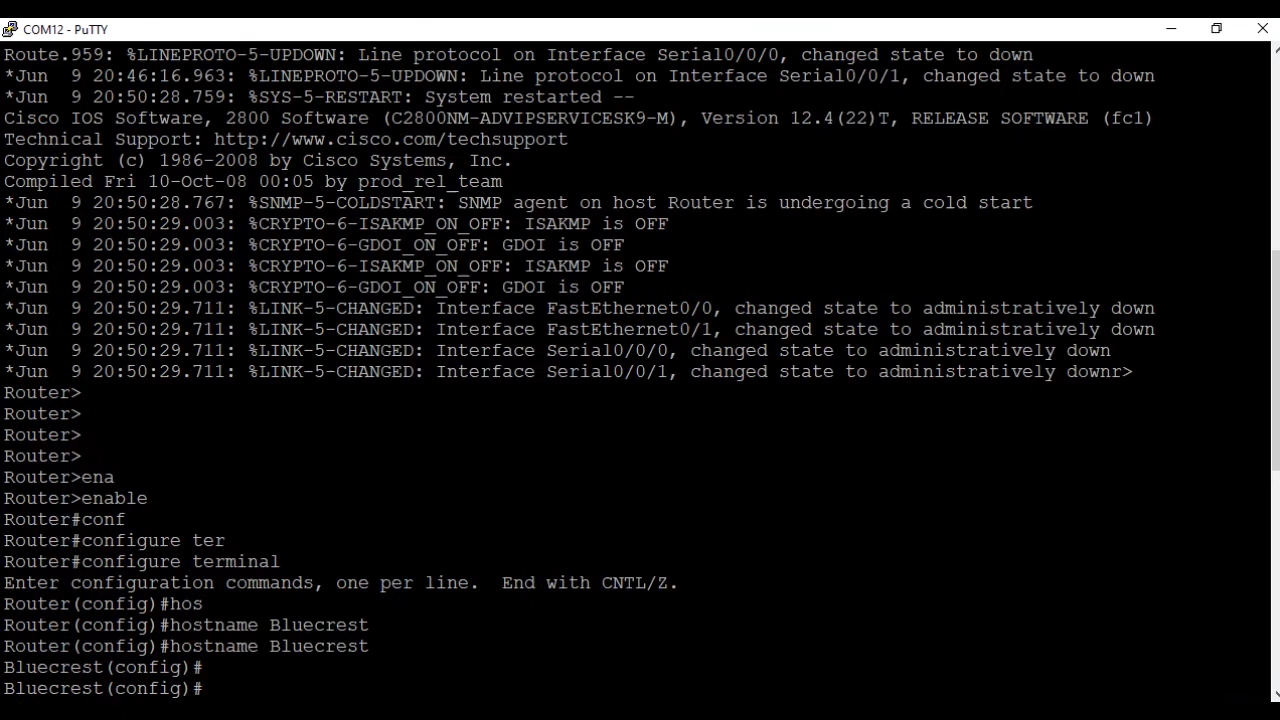 COM12 - PuTTY
Route.959: %LINEPROTO-5-UPDOWN: Line protocol on Interface Serial0/0/0, changed state to down
*Jun  9 20:46:16.963: %LINEPROTO-5-UPDOWN: Line protocol on Interface Serial0/0/1, changed state to down
*Jun  9 20:50:28.759: %SYS-5-RESTART: System restarted --
Cisco IOS Software, 2800 Software (C2800NM-ADVIPSERVICESK9-M), Version 12.4(22)T, RELEASE SOFTWARE (fc1)
Technical Support: http://www.cisco.com/techsupport
Copyright (c) 1986-2008 by Cisco Systems, Inc.
Compiled Fri 10-Oct-08 00:05 by prod_rel_team
*Jun  9 20:50:28.767: %SNMP-5-COLDSTART: SNMP agent on host Router is undergoing a cold start
*Jun  9 20:50:29.003: %CRYPTO-6-ISAKMP_ON_OFF: ISAKMP is OFF
*Jun  9 20:50:29.003: %CRYPTO-6-GDOI_ON_OFF: GDOI is OFF
*Jun  9 20:50:29.003: %CRYPTO-6-ISAKMP_ON_OFF: ISAKMP is OFF
*Jun  9 20:50:29.003: %CRYPTO-6-GDOI_ON_OFF: GDOI is OFF
*Jun  9 20:50:29.711: %LINK-5-CHANGED: Interface FastEthernet0/0, changed state to administratively down
*Jun  9 20:50:29.711: %LINK-5-CHANGED: Interface FastEthernet0/1, changed state to administratively down
*Jun  9 20:50:29.711: %LINK-5-CHANGED: Interface Serial0/0/0, changed state to administratively down
*Jun  9 20:50:29.711: %LINK-5-CHANGED: Interface Serial0/0/1, changed state to administratively downr>
Router>
Router>
Router>
Router>
Router>ena
Router>enable
Router#conf
Router#configure ter
Router#configure terminal
Enter configuration commands, one per line.  End with CNTL/Z.
Router(config)#hos
Router(config)#hostname Bluecrest
Router(config)#hostname Bluecrest
Bluecrest(config)#
Bluecrest(config)#